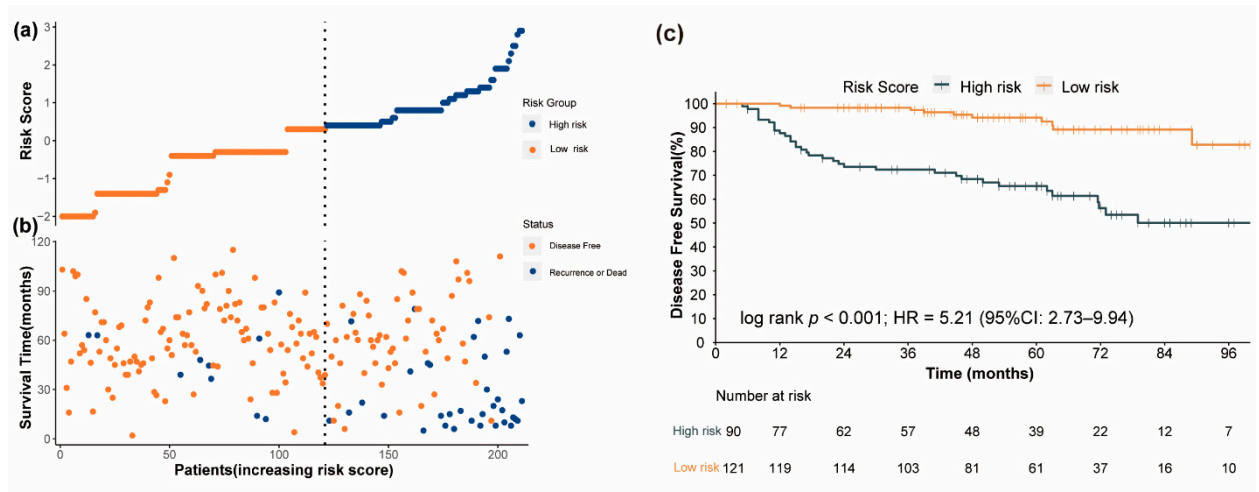 (a)
3
2
1
0
−1
−2
Risk Score
Risk Group
High risk
Low risk
(b)
Status
Disease Free
Recurrence or Dead
120
90
60
30
0
Survival Time(months)
0 50 100 150 200
Patients(increasing risk score)
(c)
Risk Score High risk Low risk
100
90
80
70
60
50
40
30
20
10
0
Disease Free Survival(%)
log rank p < 0.001; HR = 5.21 (95%CI: 2.73–9.94)
0 12 24 36 48 60 72 84 96
Time (months)
Number at risk
High risk 90 77 62 57 48 39 22 12 7
Low risk 121 119 114 103 81 61 37 16 10